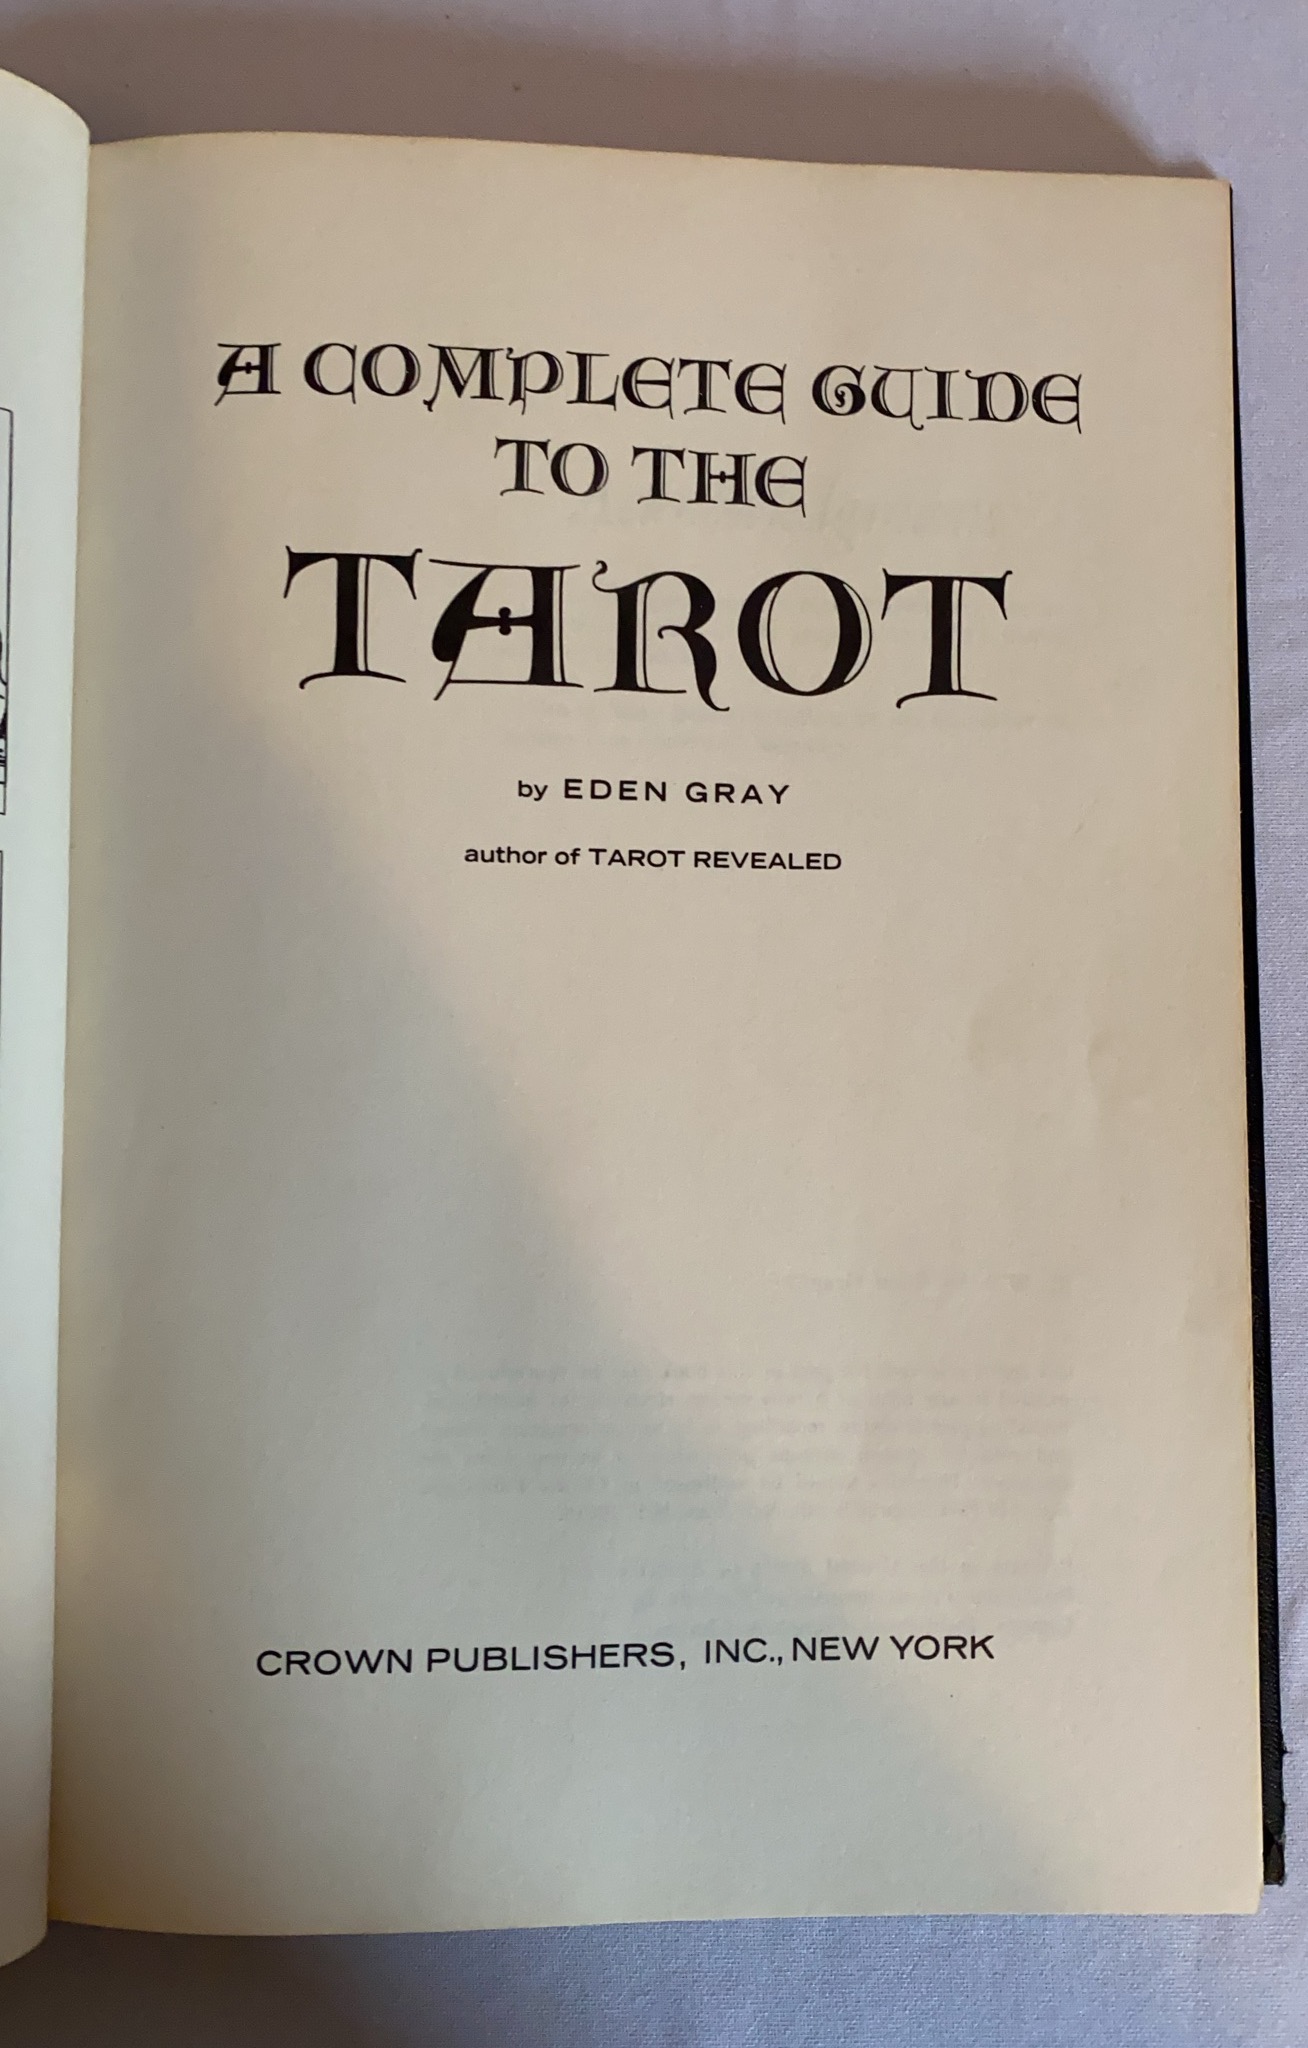 A COMPLETE GUIDE
TO THE
TAROT
by EDEN GRAY
author of TAROT REVEALED
CROWN PUBLISHERS, INC., NEW YORK